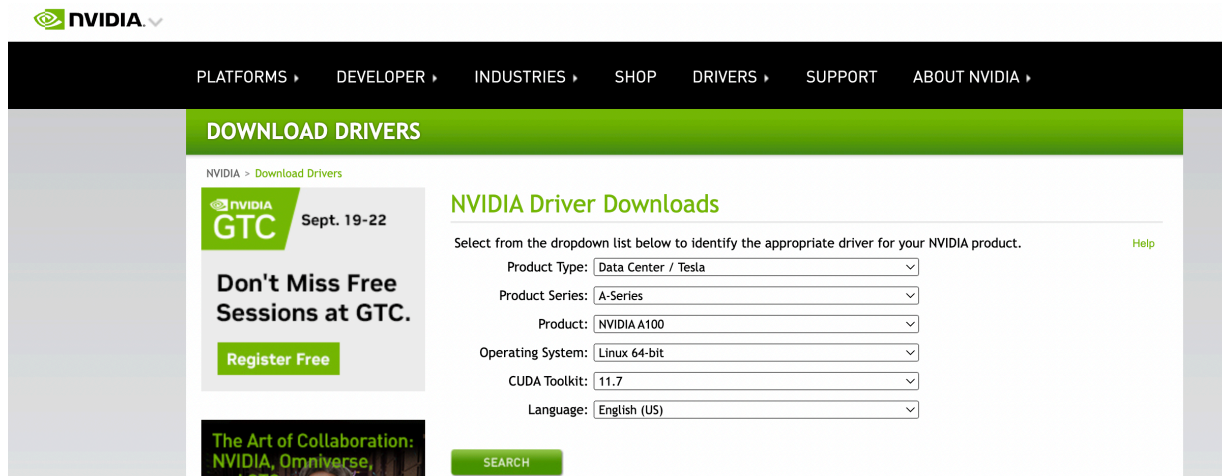 NVIDIA.
PLATFORMS DEVELOPER INDUSTRIES SHOP DRIVERS SUPPORT ABOUT NVIDIA
DOWNLOAD DRIVERS
NVIDIA > Download Drivers
NVIDIA
GTC
Sept. 19-22
Don't Miss Free
Sessions at GTC.
Register Free
The Art of Collaboration:
NVIDIA, Omniverse,
NVIDIA Driver Downloads
Select from the dropdown list below to identify the appropriate driver for your NVIDIA product.
Help
Product Type: Data Center / Tesla
Product Series: A-Series
Product: NVIDIA A100
Operating System: Linux 64-bit
CUDA Toolkit: 11.7
Language: English (US)
SEARCH